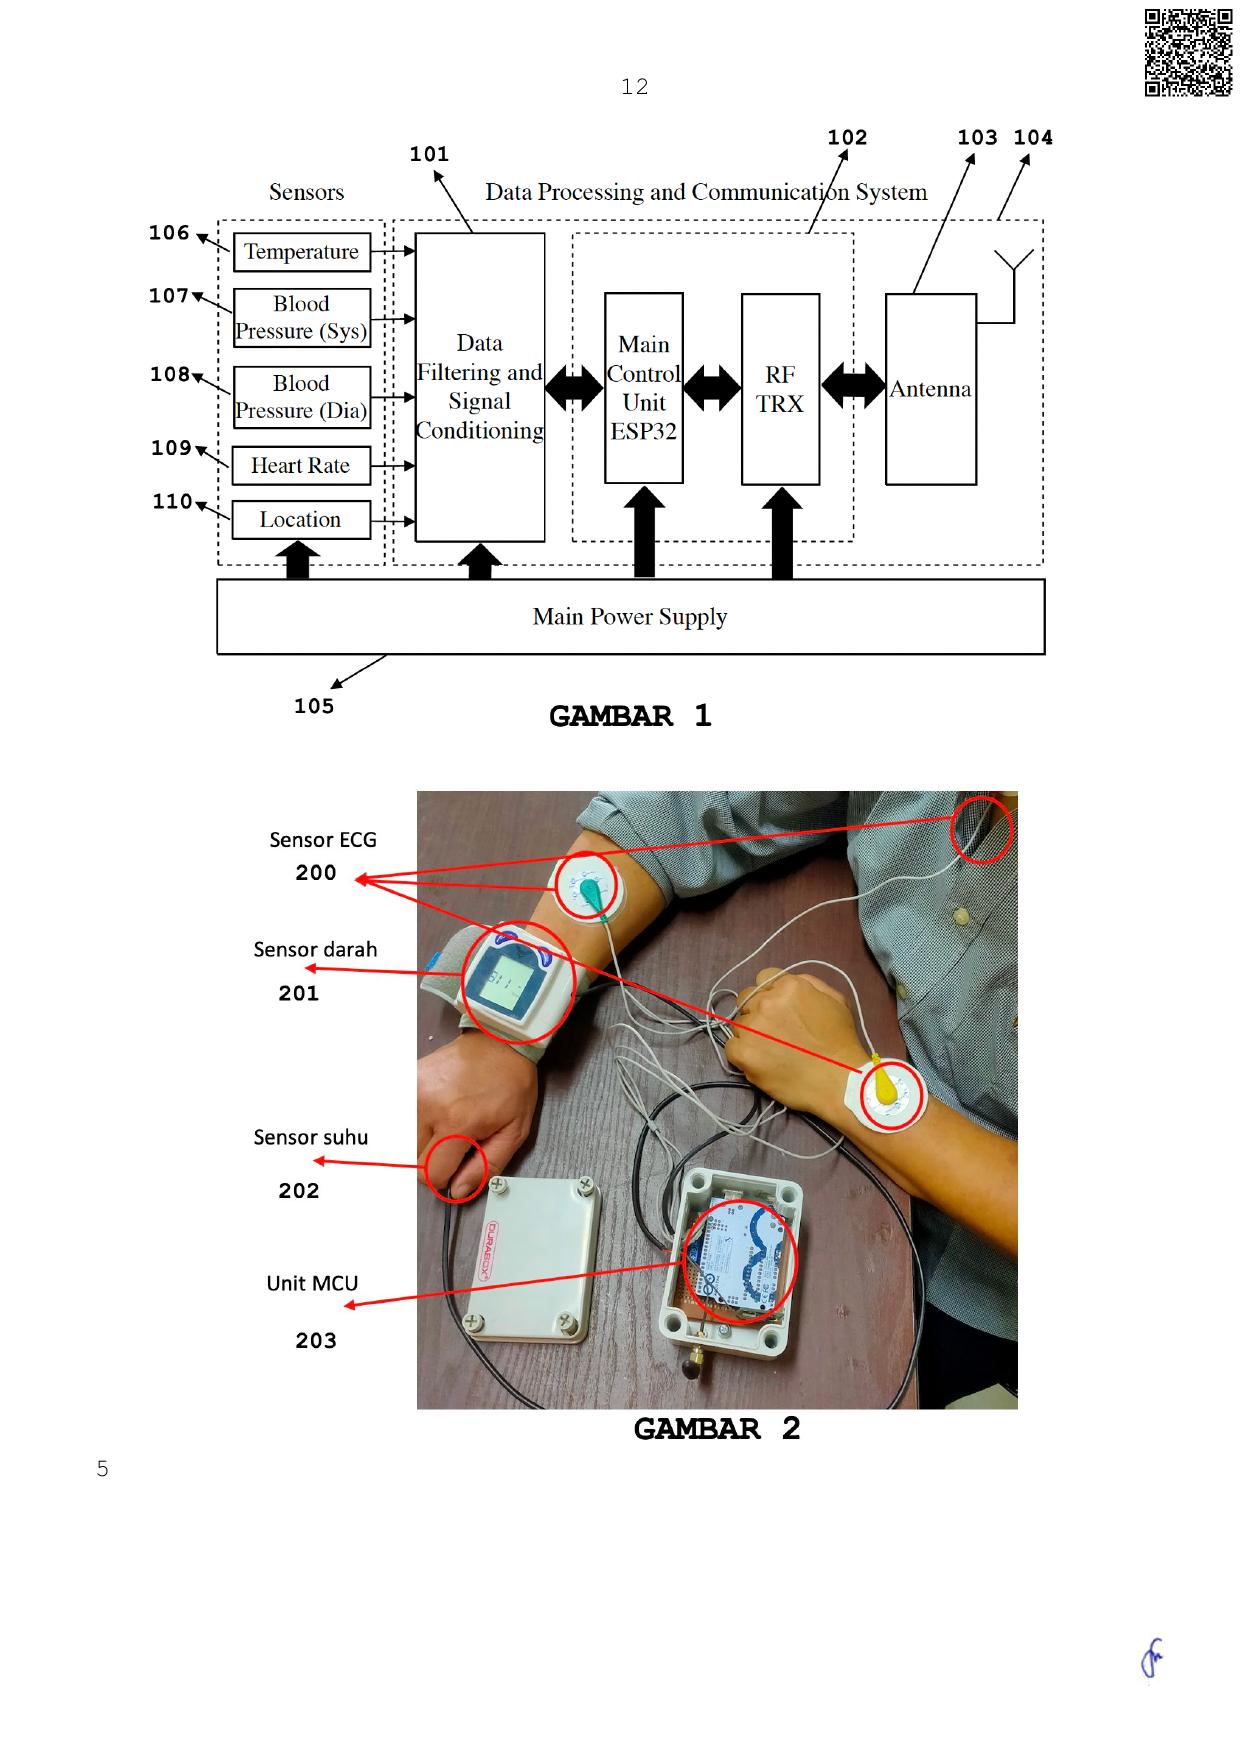 12
101
102
103 104
Sensors
Data Processing and Communication System
106
Temperature
107
Blood
Pressure (Sys)
108
Blood
Pressure (Dia)
109
Heart Rate
110
Location
Data
Filtering and
Signal
Conditioning
Main
Control
Unit
ESP32
RF
TRX
Antenna
Main Power Supply
105
GAMBAR 1
Sensor ECG
200
Sensor darah
201
Sensor suhu
202
Unit MCU
203
DURABOX
GAMBAR 2
5